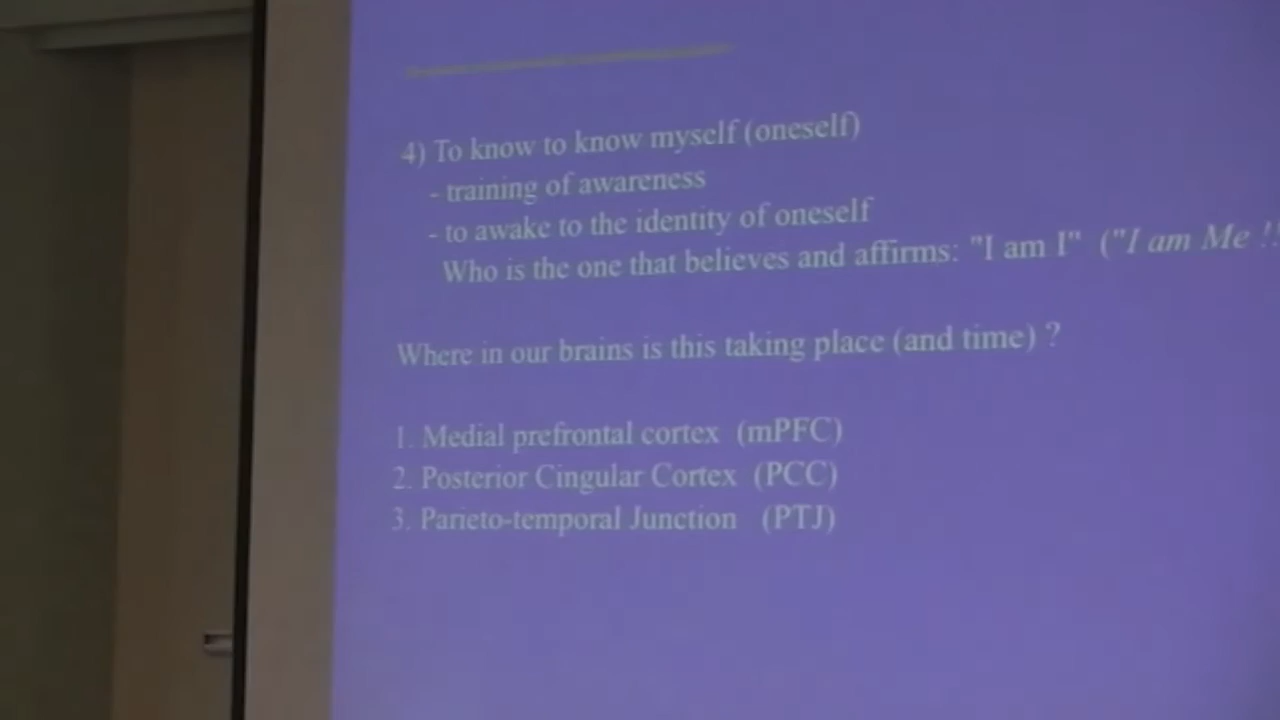 4) To know to know myself (oneself)
- training of awareness
- to awake to the identity of oneself
Who is the one that believes and affirms: "I am I" ("I am Me !
Where in our brains is this taking place (and time) ?
1. Medial prefrontal cortex (mPFC)
2. Posterior Cingular Cortex (PCC)
3. Parieto-temporal Junction (PTJ)